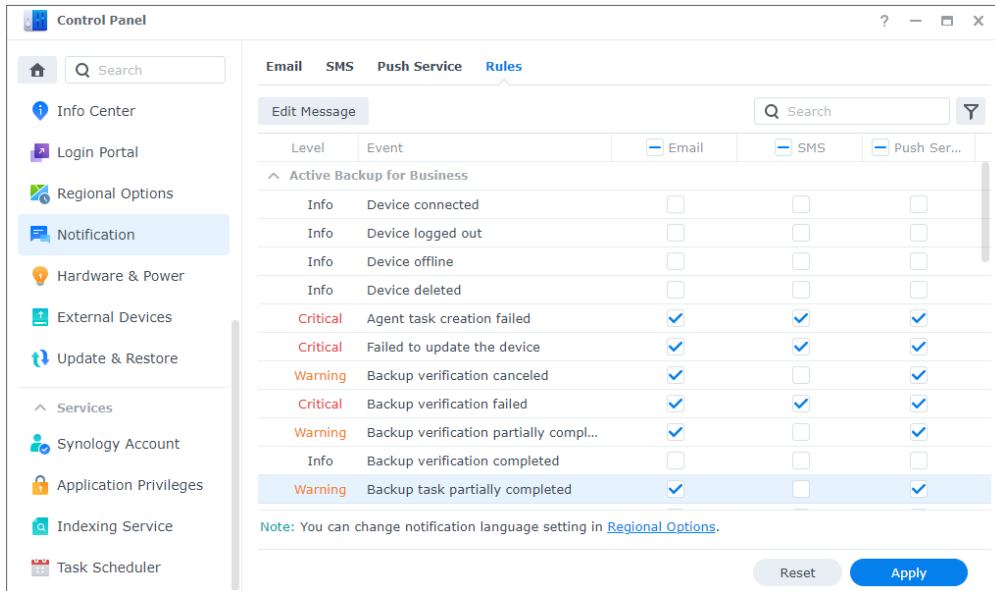 Control Panel
Search
Info Center
Login Portal
Regional Options
Notification
Hardware & Power
External Devices
Update & Restore
Services
Synology Account
Application Privileges
Indexing Service
Task Scheduler
Email SMS Push Service Rules
Edit Message
Search
Level Event Email SMS Push Ser...
Active Backup for Business
Info Device connected
Info Device logged out
Info Device offline
Info Device deleted
Critical Agent task creation failed
Critical Failed to update the device
Warning Backup verification canceled
Critical Backup verification failed
Warning Backup verification partially compl...
Info Backup verification completed
Warning Backup task partially completed
Note: You can change notification language setting in Regional Options.
Reset Apply